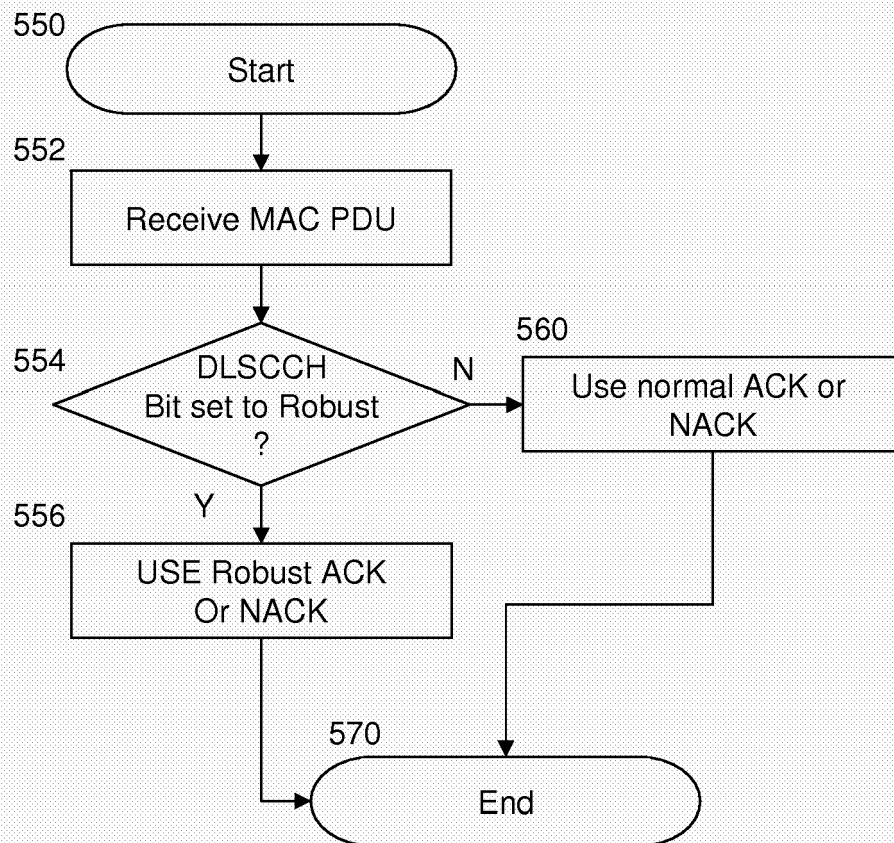 550
Start
552
Receive MAC PDU
554
DLSCCH
Bit set to Robust
?
N
560
Use normal ACK or
NACK
Y
556
USE Robust ACK
Or NACK
570
End